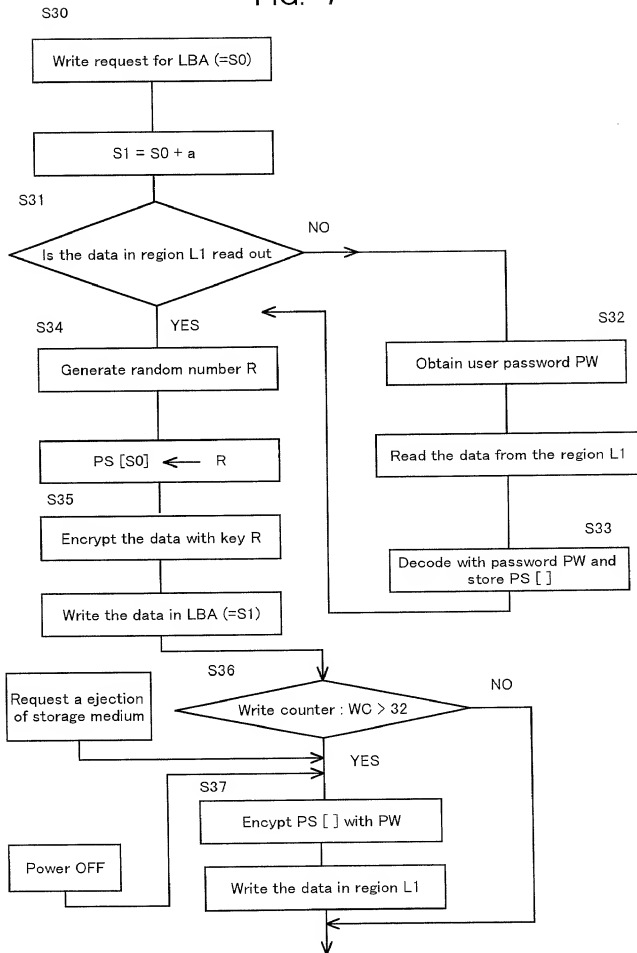 FIG. 7
S30
Write request for LBA (=S0)
S1 = S0 + a
S31
Is the data in region L1 read out
NO
YES
S34
Generate random number R
PS [S0] ← R
S35
Encrypt the data with key R
Write the data in LBA (=S1)
S32
Obtain user password PW
Read the data from the region L1
S33
Decode with password PW and
store PS [ ]
S36
Write counter : WC > 32
NO
YES
Request a ejection
of storage medium
S37
Encypt PS [ ] with PW
Power OFF
Write the data in region L1